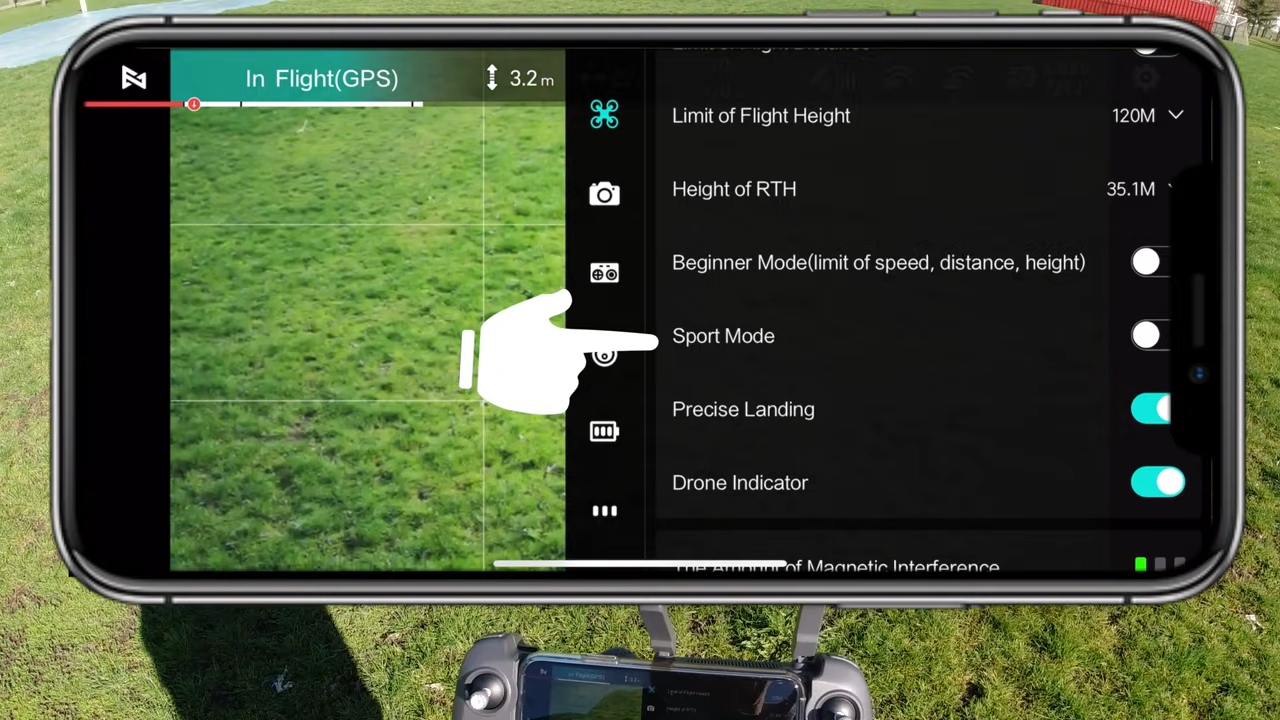 In Flight(GPS)
3.2 m
Limit of Flight Distance
Limit of Flight Height
120M
Height of RTH
35.1M
Beginner Mode(limit of speed, distance, height)
Sport Mode
Precise Landing
Drone Indicator
The Amount of Magnetic Interference